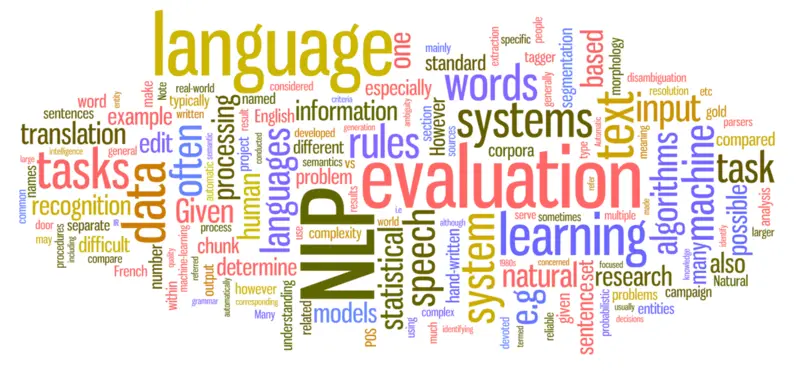 language
one
mainly
specific
people
extraction
standard
tagger
generally
segmentation
based
morphology
disambiguation
resolution
etc
make
Note
real-world
considered
especially
words
However
section
sources
systems
corpora
type
Automatic
text
input
meaning
gold
parsers
compared
word
entity
typically
written
named
result
English
criteria
ambiguity
information
sentences
example
translation
edit
often
processing
project
conducted
developed
generation
different
rules
semantics
vs
intelligence
large
general
automatic
semantic
human
languages
problem
results
evaluation
refer
made
algorithms
machine
task
tasks
names
recognition
data
Given
process
complexity
use
world
i.e
although
serve
sometimes
multiple
learning
possible
many
knowledge
identify
analysis
larger
common
door
may
separate
in
procedures
including
difficult
compare
French
number
quality
within
machine-learning
referred
output
chunk
determine
however
automatically
grammar
corresponding
Many
understanding
related
models
NLP
POS
statistical
using
speech
much
complex
identifying
hand-written
system
devoted
termed
e.g
1980s
natural
reliable
concerned
given
sentence
set
focused
research
problems
probabilistic
usually
decisions
entities
campaign
also
Natural